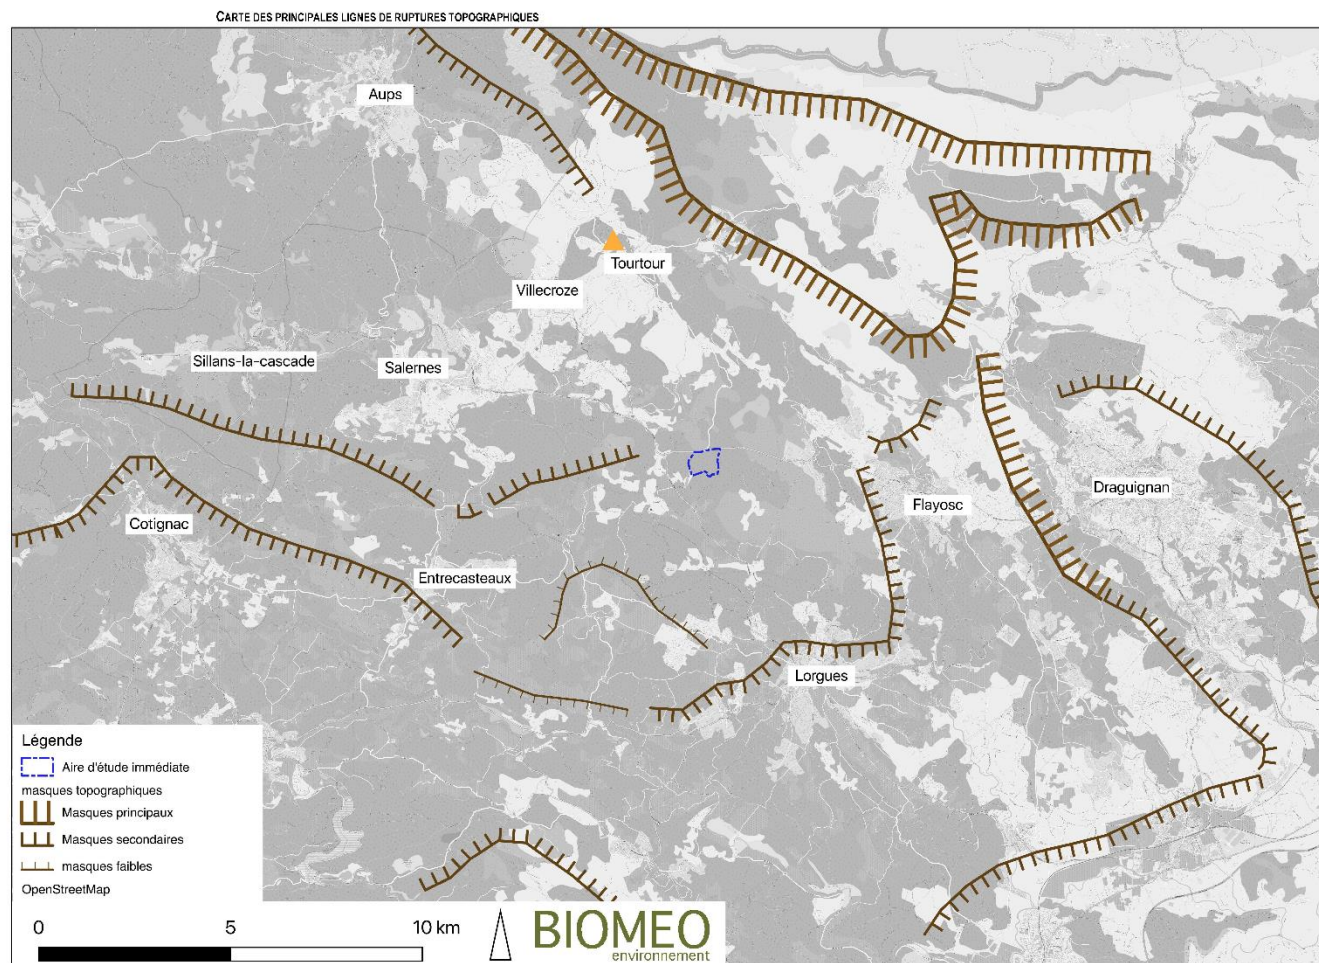 CARTE DES PRINCIPALES LIGNES DE RUPTURES TOPOGRAPHIQUES
Aups
Tourtour
Villecroze
Sillans-la-cascade
Salernes
Draguignan
Flayosc
Cotignac
Entrecasteaux
Lorgues
Légende
Aire d'étude immédiate
masques topographiques
Masques principaux
Masques secondaires
masques faibles
OpenStreetMap
0 5 10 km
BIOMEO
environnement